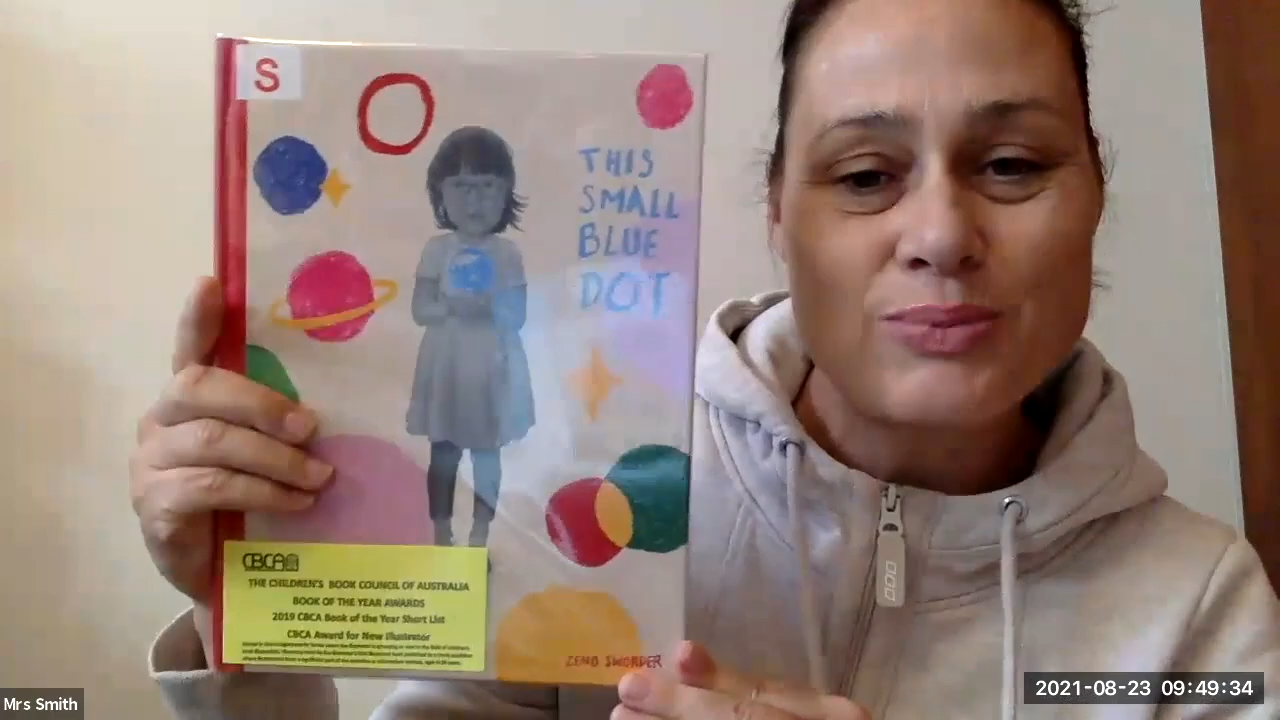 S
THIS
SMALL
BLUE
DOT
CBCA
THE CHILDREN'S BOOK COUNCIL OF AUSTRALIA
BOOK OF THE YEAR AWARDS
2019 CBCA Book of the Year Short List
CBCA Award for New Illustrator
ZENO SWORDER
Mrs Smith
2021-08-23 09:49:34